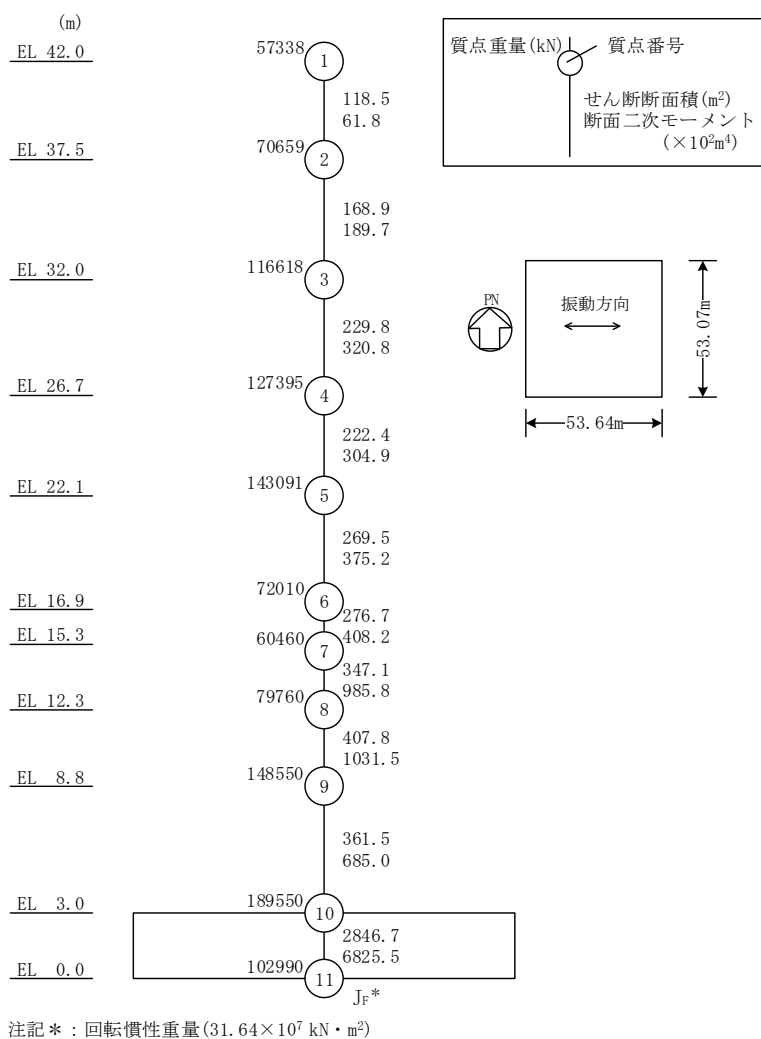 (m)
EL 42.0
57338
1
118.5
61.8
EL 37.5
70659
2
168.9
189.7
EL 32.0
116618
3
229.8
320.8
EL 26.7
127395
4
222.4
304.9
EL 22.1
143091
5
269.5
375.2
EL 16.9
72010
6
276.7
408.2
EL 15.3
60460
7
347.1
985.8
EL 12.3
79760
8
407.8
1031.5
EL 8.8
148550
9
361.5
685.0
EL 3.0
189550
10
2846.7
6825.5
EL 0.0
102990
11
J_F*
質点重量(kN)
質点番号
せん断断面積(m²)
断面二次モーメント
(×10²m⁴)
PN
振動方向
53.07m
53.64m
注記*:回転慣性重量(31.64×10⁷ kN・m²)